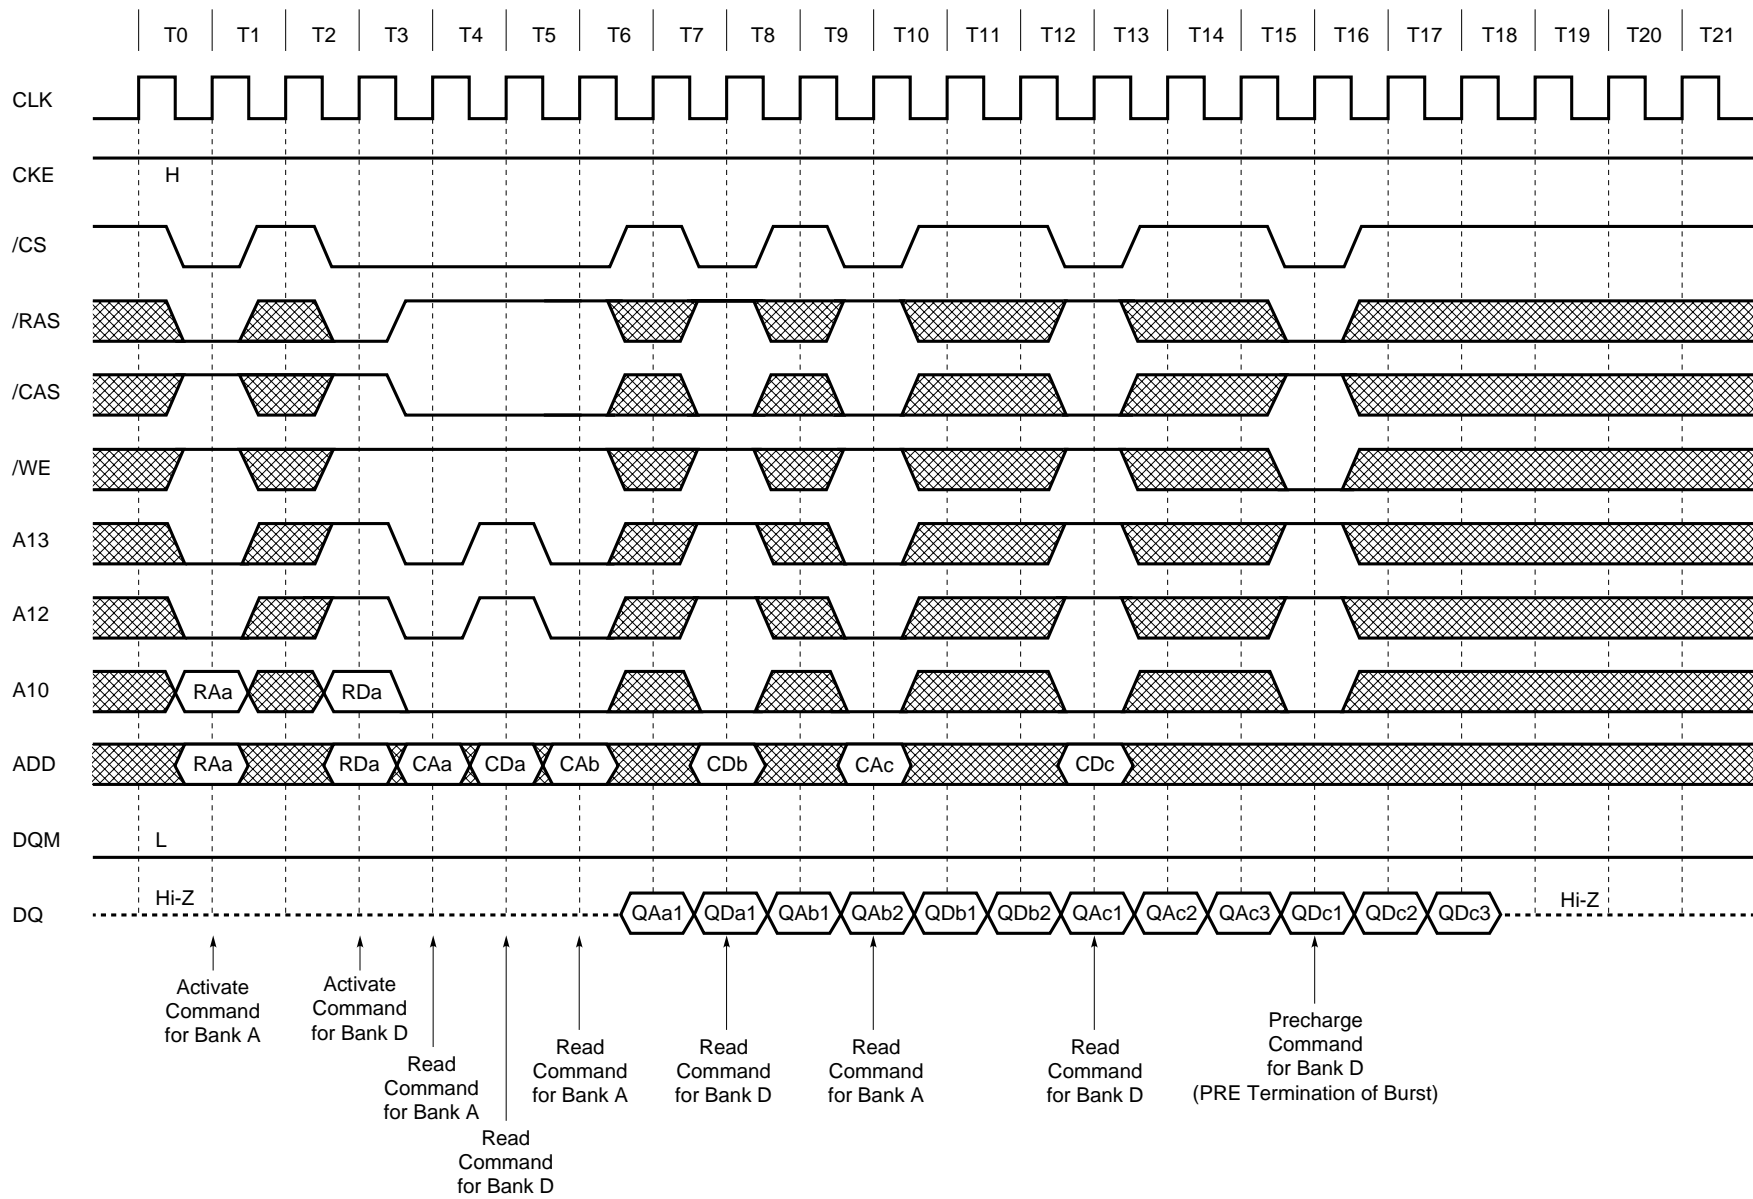 T0 T1 T2 T3 T4 T5 T6 T7 T8 T9 T10 T11 T12 T13 T14 T15 T16 T17 T18 T19 T20 T21
CLK
CKE H
/CS
/RAS
/CAS
/WE
A13
A12
A10 RAa RDa
ADD RAa RDa CAa CDa CAb CDb CAc CDc
DQM L
DQ Hi-Z QAa1 QDa1 QAb1 QAb2 QDb1 QDb2 QAc1 QAc2 QAc3 QDc1 QDc2 QDc3 Hi-Z
Activate
Command
for Bank A
Activate
Command
for Bank D
Read
Command
for Bank A
Read
Command
for Bank D
Read
Command
for Bank A
Read
Command
for Bank D
Read
Command
for Bank A
Read
Command
for Bank D
Precharge
Command
for Bank D
(PRE Termination of Burst)